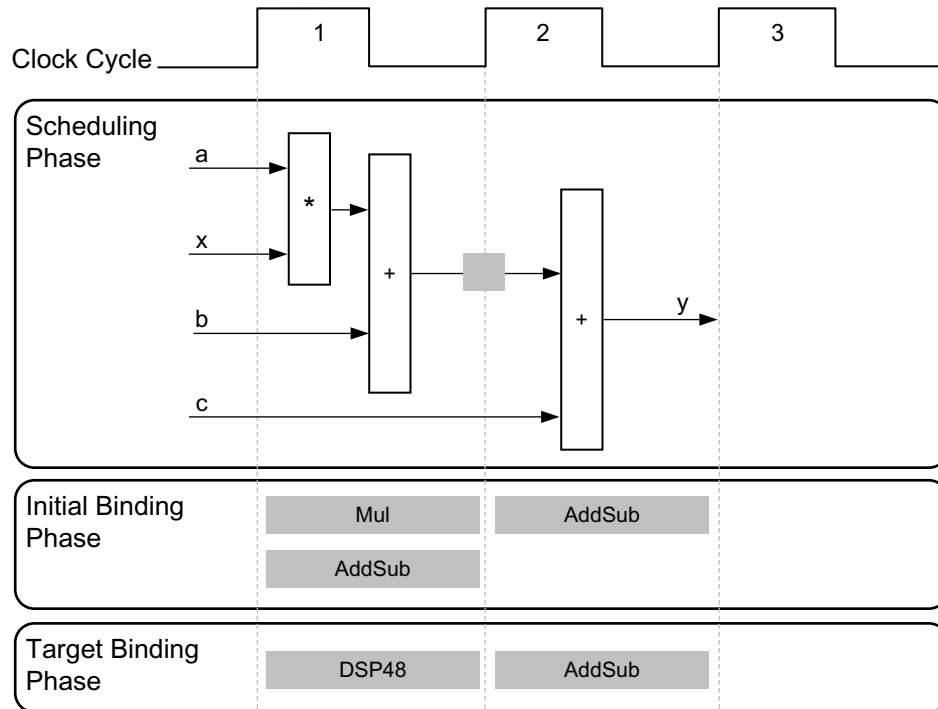 1
2
3
Clock Cycle
Scheduling
Phase
a
*
x
+
b
y
+
c
Initial Binding
Phase
Mul
AddSub
AddSub
Target Binding
Phase
DSP48
AddSub